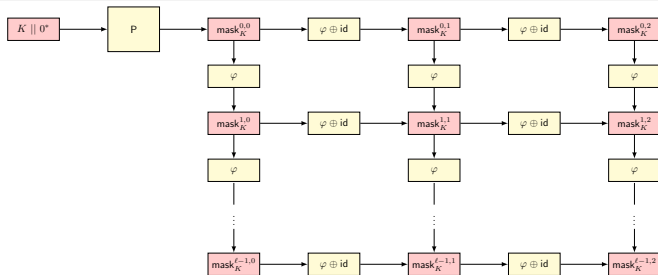 K || 0* P mask_K^{0,0} φ ⊕ id mask_K^{0,1} φ ⊕ id mask_K^{0,2}
φ φ φ
mask_K^{1,0} φ ⊕ id mask_K^{1,1} φ ⊕ id mask_K^{1,2}
φ φ φ
⋮ ⋮ ⋮
mask_K^{ℓ−1,0} φ ⊕ id mask_K^{ℓ−1,1} φ ⊕ id mask_K^{ℓ−1,2}